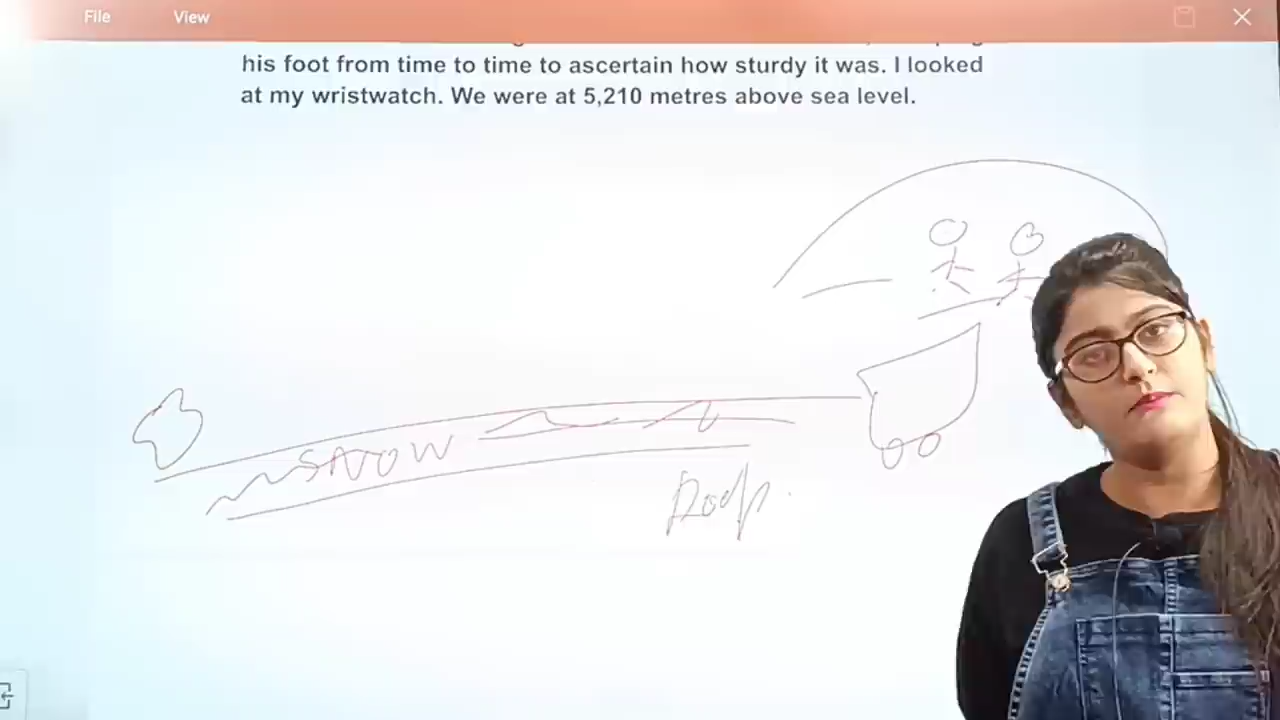 File View
his foot from time to time to ascertain how sturdy it was. I looked
at my wristwatch. We were at 5,210 metres above sea level.
SNOW